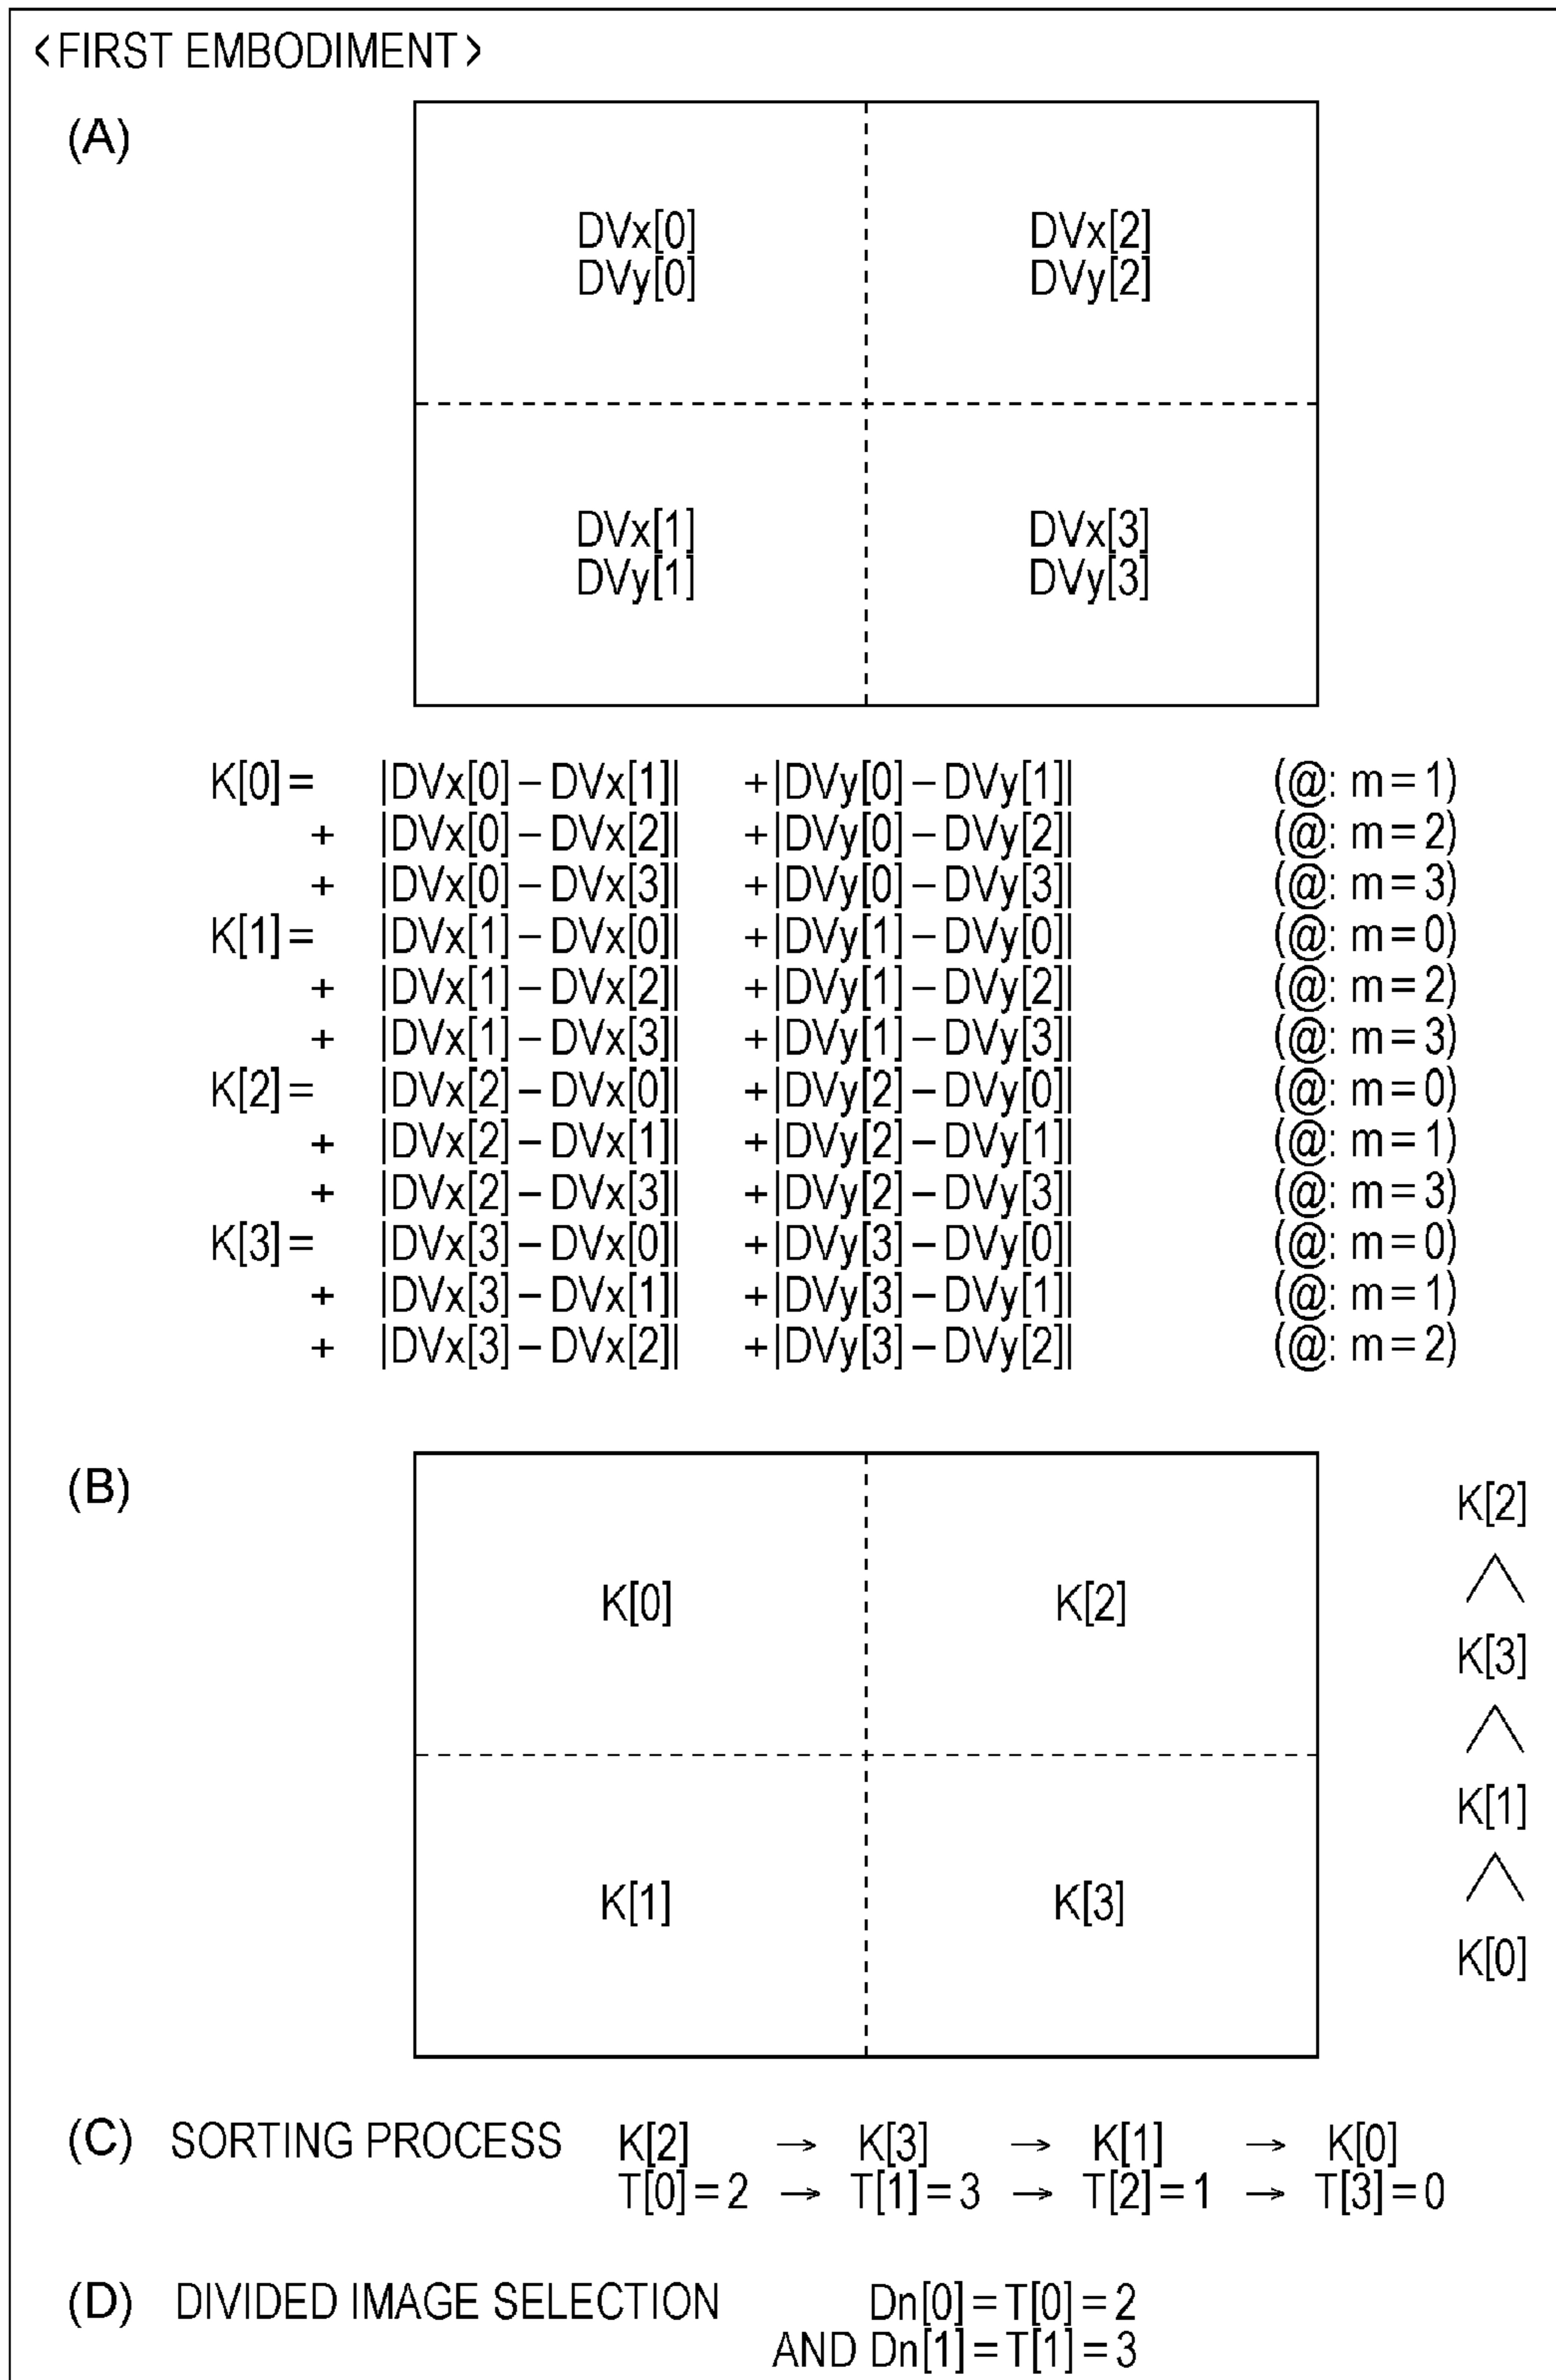 <FIRST EMBODIMENT>
(A)
DVx[0] DVx[2]
DVy[0] DVy[2]
DVx[1] DVx[3]
DVy[1] DVy[3]
K[0]= |DVx[0]−DVx[1]| +|DVy[0]−DVy[1]| (@: m=1)
+ |DVx[0]−DVx[2]| +|DVy[0]−DVy[2]| (@: m=2)
+ |DVx[0]−DVx[3]| +|DVy[0]−DVy[3]| (@: m=3)
K[1]= |DVx[1]−DVx[0]| +|DVy[1]−DVy[0]| (@: m=0)
+ |DVx[1]−DVx[2]| +|DVy[1]−DVy[2]| (@: m=2)
+ |DVx[1]−DVx[3]| +|DVy[1]−DVy[3]| (@: m=3)
K[2]= |DVx[2]−DVx[0]| +|DVy[2]−DVy[0]| (@: m=0)
+ |DVx[2]−DVx[1]| +|DVy[2]−DVy[1]| (@: m=1)
+ |DVx[2]−DVx[3]| +|DVy[2]−DVy[3]| (@: m=3)
K[3]= |DVx[3]−DVx[0]| +|DVy[3]−DVy[0]| (@: m=0)
+ |DVx[3]−DVx[1]| +|DVy[3]−DVy[1]| (@: m=1)
+ |DVx[3]−DVx[2]| +|DVy[3]−DVy[2]| (@: m=2)
(B)
K[0] K[2]
K[1] K[3]
K[2]
∧
K[3]
∧
K[1]
∧
K[0]
(C) SORTING PROCESS K[2] → K[3] → K[1] → K[0]
T[0]=2 → T[1]=3 → T[2]=1 → T[3]=0
(D) DIVIDED IMAGE SELECTION Dn[0]=T[0]=2
AND Dn[1]=T[1]=3